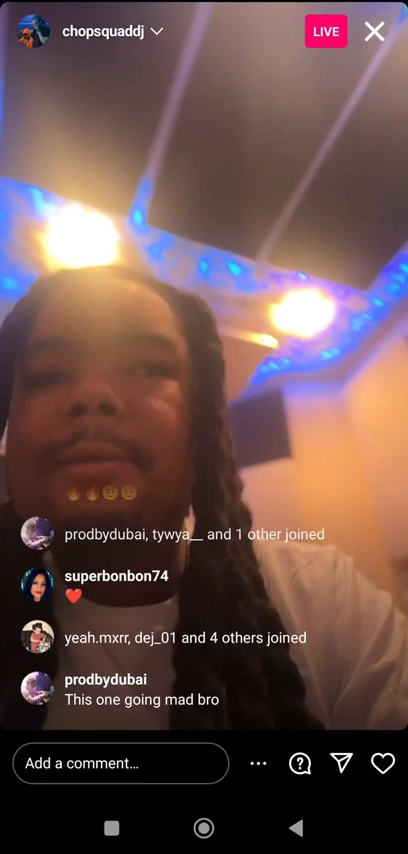 chopsquaddj
LIVE
🔥🔥🤨🤨
prodbydubai, tywya__ and 1 other joined
superbonbon74
❤️
yeah.mxrr, dej_01 and 4 others joined
prodbydubai
This one going mad bro
Add a comment...